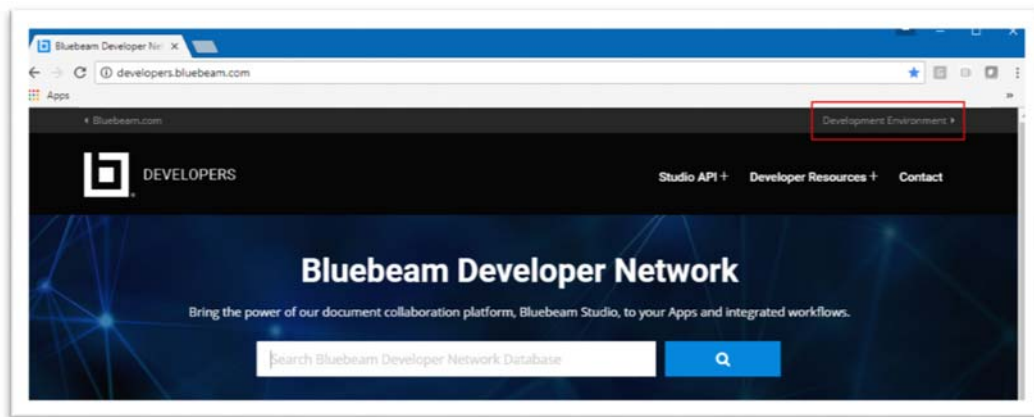 Bluebeam Developer Ne
developers.bluebeam.com
Apps
Bluebeam.com
Development Environment
DEVELOPERS
Studio API +
Developer Resources +
Contact
Bluebeam Developer Network
Bring the power of our document collaboration platform, Bluebeam Studio, to your Apps and integrated workflows.
Search Bluebeam Developer Network Database